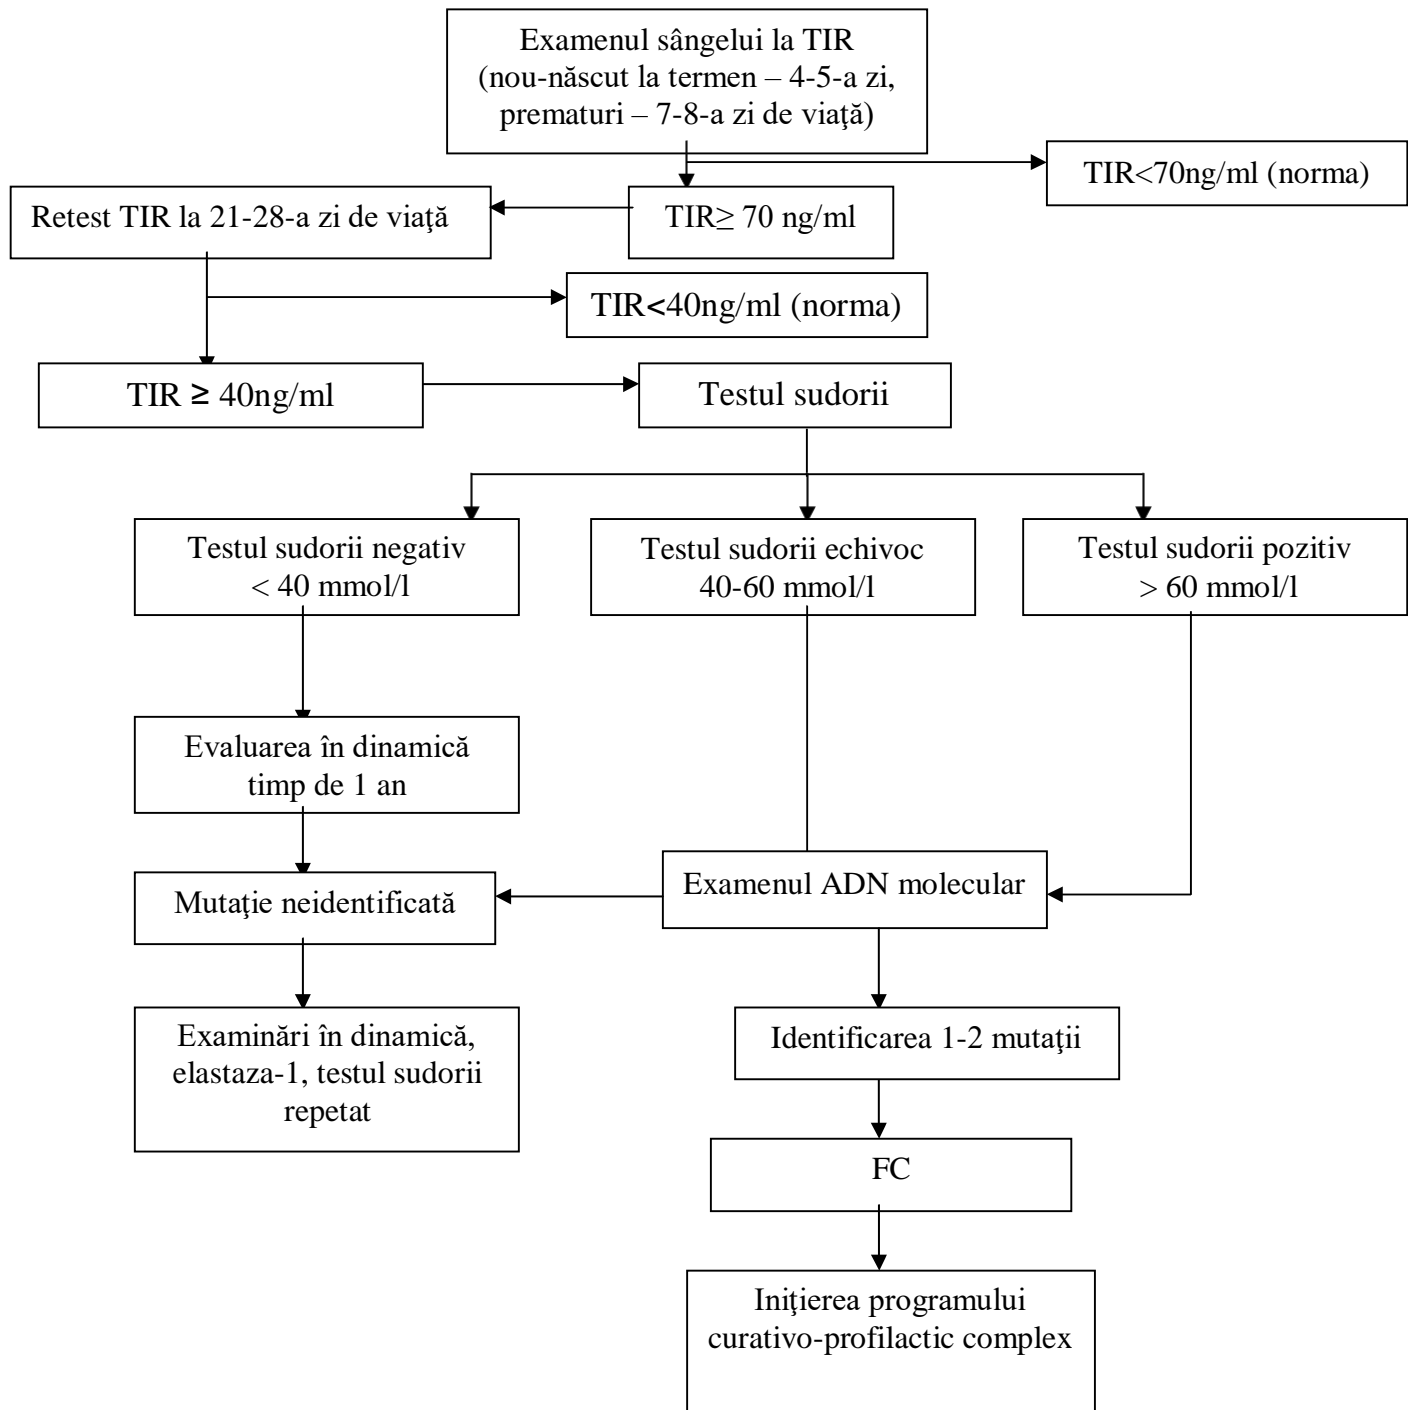 Examenul sângelui la TIR
(nou-născut la termen – 4-5-a zi,
prematuri – 7-8-a zi de viaţă)
TIR<70ng/ml (norma)
Retest TIR la 21-28-a zi de viaţă
TIR≥ 70 ng/ml
TIR<40ng/ml (norma)
TIR ≥ 40ng/ml
Testul sudorii
Testul sudorii negativ
< 40 mmol/l
Testul sudorii echivoc
40-60 mmol/l
Testul sudorii pozitiv
> 60 mmol/l
Evaluarea în dinamică
timp de 1 an
Mutaţie neidentificată
Examenul ADN molecular
Examinări în dinamică,
elastaza-1, testul sudorii
repetat
Identificarea 1-2 mutaţii
FC
Iniţierea programului
curativo-profilactic complex